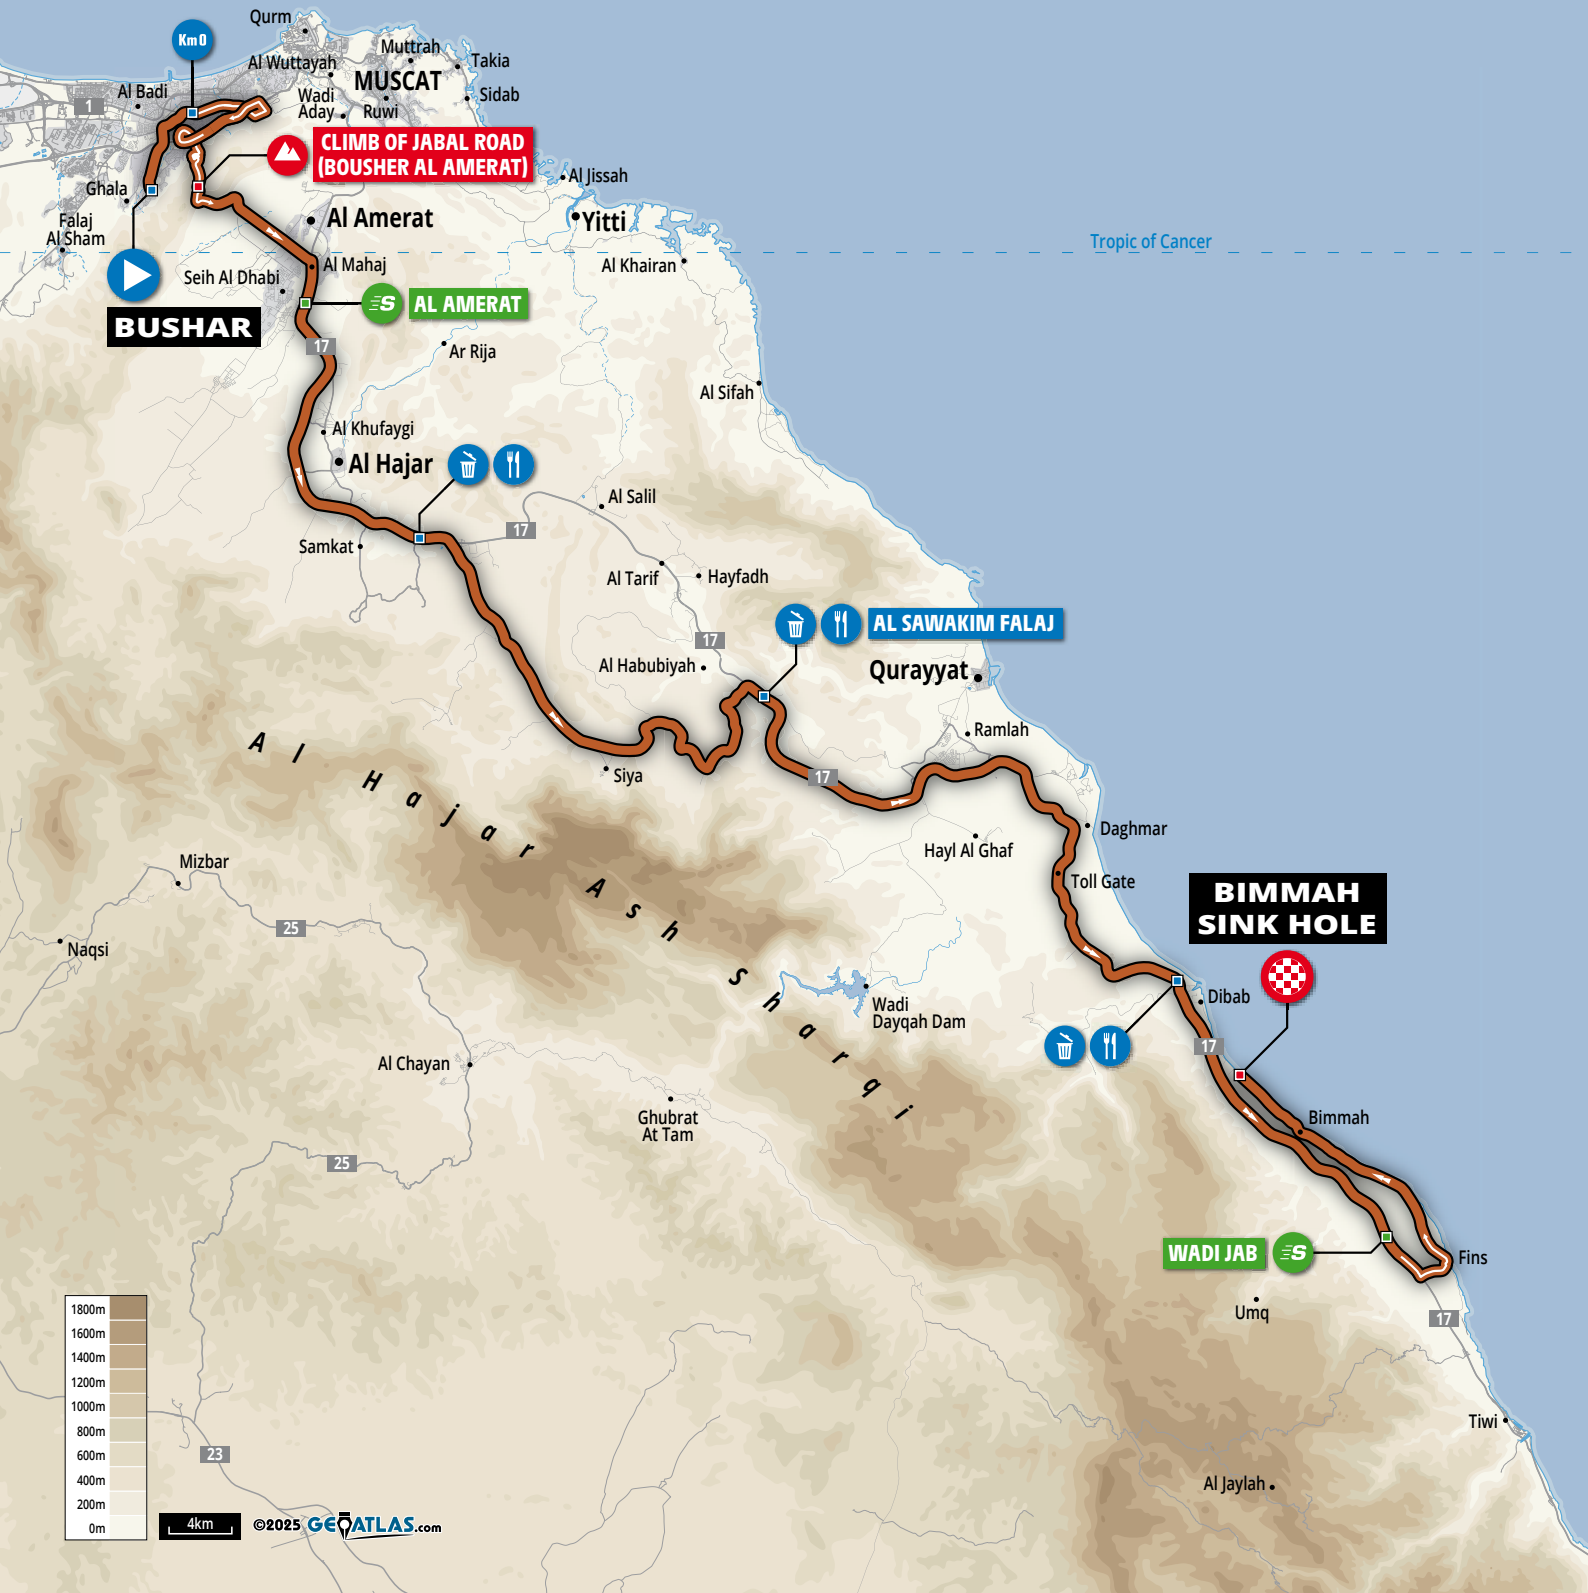 Qurm
Km0
Muttrah
Al Wuttayah
Takia
MUSCAT
Al Badi
1
Wadi
Aday
Ruwi
Sidab
CLIMB OF JABAL ROAD
(BOUSHER AL AMERAT)
Al Jissah
Ghala
Al Amerat
Yitti
Falaj
Al Sham
Tropic of Cancer
Al Mahaj
Al Khairan
Seih Al Dhabi
S
AL AMERAT
BUSHAR
17
Ar Rija
Al Sifah
Al Khufaygi
Al Hajar
Al Salil
17
Samkat
Al Tarif
Hayfadh
AL SAWAKIM FALAJ
17
Al Habubiyah
Qurayyat
Ramlah
Al Hajar Ash Sharqi
Siya
17
Daghmar
Hayl Al Ghaf
Mizbar
Toll Gate
BIMMAH
SINK HOLE
25
Naqsi
Dibab
Wadi
Dayqah Dam
17
Al Chayan
Ghubrat
At Tam
Bimmah
25
WADI JAB
S
Fins
Umq
17
1800m
1600m
1400m
1200m
1000m
800m
600m
400m
200m
0m
Tiwi
23
Al Jaylah
4km
©2025 GEOATLAS.com